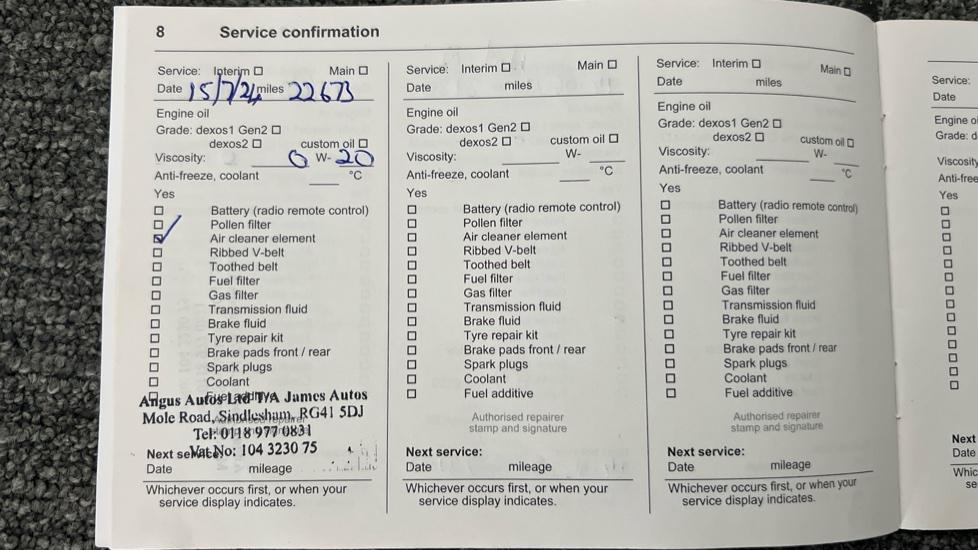 8 Service confirmation
Service: Interim ☐ Main ☐
Date 15/7/24 miles 22673
Engine oil
Grade: dexos1 Gen2 ☐
dexos2 ☐ custom oil ☐
Viscosity: 0 W- 20
Anti-freeze, coolant ____ °C
Yes
☐ Battery (radio remote control)
☐ Pollen filter
☑ Air cleaner element
☐ Ribbed V-belt
☐ Toothed belt
☐ Fuel filter
☐ Gas filter
☐ Transmission fluid
☐ Brake fluid
☐ Tyre repair kit
☐ Brake pads front / rear
☐ Spark plugs
☐ Coolant
Angus Autos Ltd T/A James Autos
Mole Road, Sindlesham, RG41 5DJ
Tel: 0118 977 0831
Vat No: 104 3230 75
Next service:
Date mileage
Whichever occurs first, or when your
service display indicates.
Service: Interim ☐ Main ☐
Date miles
Engine oil
Grade: dexos1 Gen2 ☐
dexos2 ☐ custom oil ☐
Viscosity: ____ W- ____
Anti-freeze, coolant ____ °C
Yes
☐ Battery (radio remote control)
☐ Pollen filter
☐ Air cleaner element
☐ Ribbed V-belt
☐ Toothed belt
☐ Fuel filter
☐ Gas filter
☐ Transmission fluid
☐ Brake fluid
☐ Tyre repair kit
☐ Brake pads front / rear
☐ Spark plugs
☐ Coolant
☐ Fuel additive
Authorised repairer
stamp and signature
Next service:
Date mileage
Whichever occurs first, or when your
service display indicates.
Service: Interim ☐ Main ☐
Date miles
Engine oil
Grade: dexos1 Gen2 ☐
dexos2 ☐ custom oil ☐
Viscosity: ____ W- ____
Anti-freeze, coolant ____ °C
Yes
☐ Battery (radio remote control)
☐ Pollen filter
☐ Air cleaner element
☐ Ribbed V-belt
☐ Toothed belt
☐ Fuel filter
☐ Gas filter
☐ Transmission fluid
☐ Brake fluid
☐ Tyre repair kit
☐ Brake pads front / rear
☐ Spark plugs
☐ Coolant
☐ Fuel additive
Authorised repairer
stamp and signature
Next service:
Date mileage
Whichever occurs first, or when your
service display indicates.
Service:
Date
Engine
Grade:
Viscosity
Yes
Next
Date